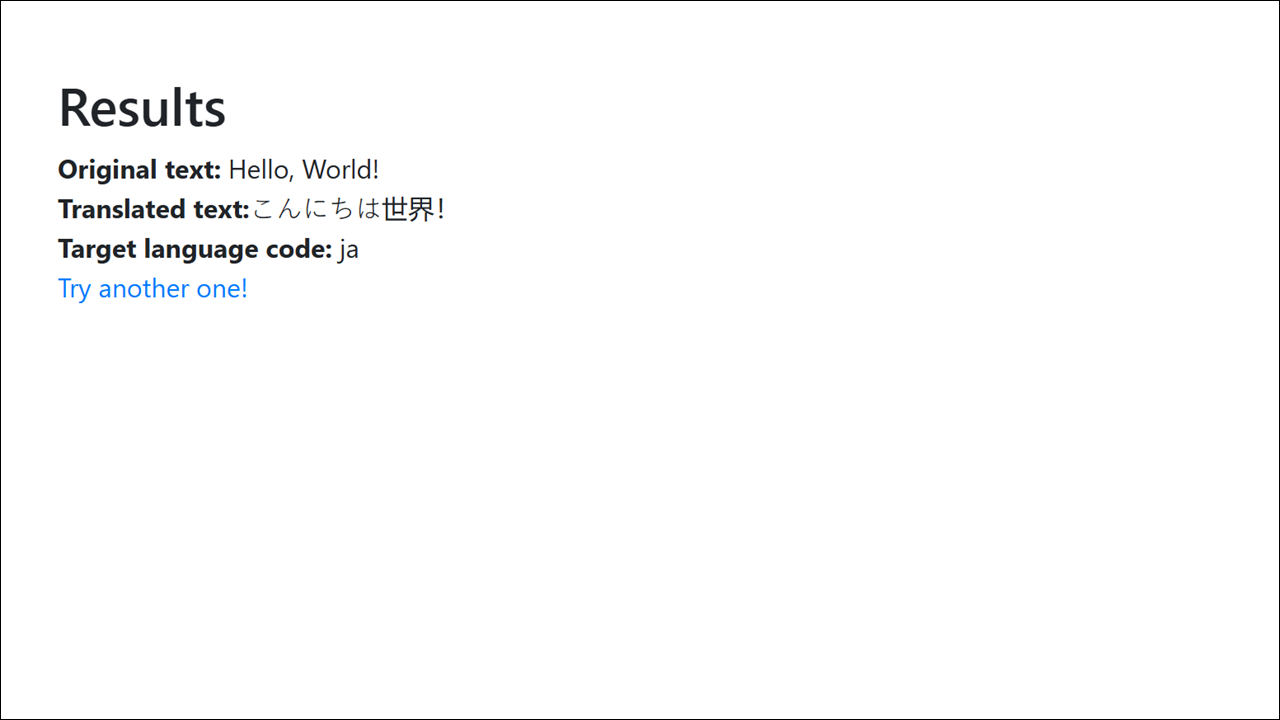 Results
Original text: Hello, World!
Translated text:こんにちは世界!
Target language code: ja
Try another one!